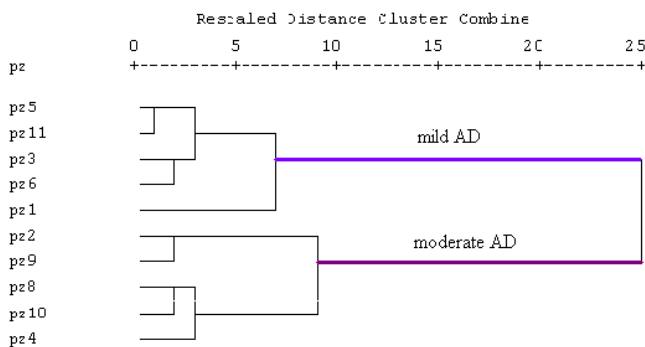 Rescaled Distance Cluster Combine
0 5 10 15 20 25
pz
pz5
pz11
mild AD
pz3
pz6
pz1
pz2
moderate AD
pz9
pz8
pz10
pz4